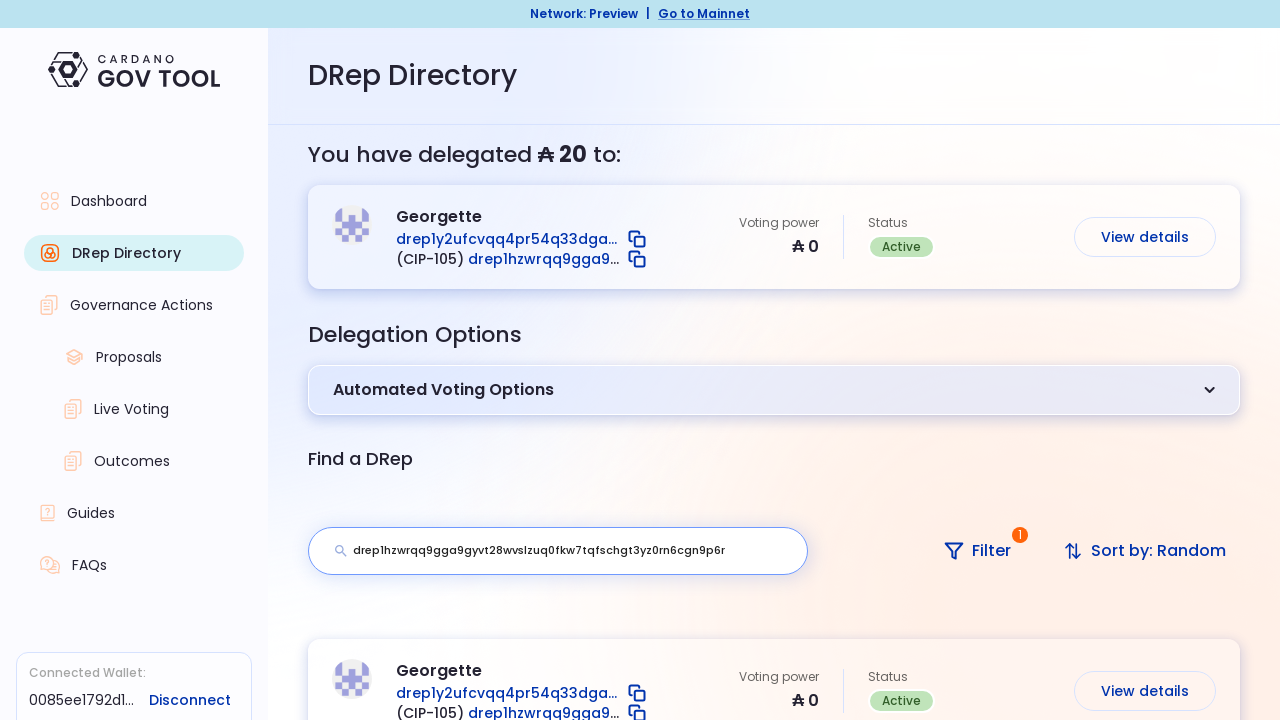 Network: Preview | Go to Mainnet
CARDANO
GOV TOOL
DRep Directory
Dashboard
DRep Directory
Governance Actions
Proposals
Live Voting
Outcomes
Guides
FAQs
Connected Wallet:
0085ee1792d1... Disconnect
You have delegated ₳ 20 to:
Georgette
drep1y2ufcvqq4pr54q33dga...
(CIP-105) drep1hzwrqq9gga9...
Voting power
₳ 0
Status
Active
View details
Delegation Options
Automated Voting Options
Find a DRep
drep1hzwrqq9gga9gyvt28wvslzuq0fkw7tqfschgt3yz0rn6cgn9p6r
Filter 1
Sort by: Random
Georgette
drep1y2ufcvqq4pr54q33dga...
(CIP-105) drep1hzwrqq9gga9...
Voting power
₳ 0
Status
Active
View details